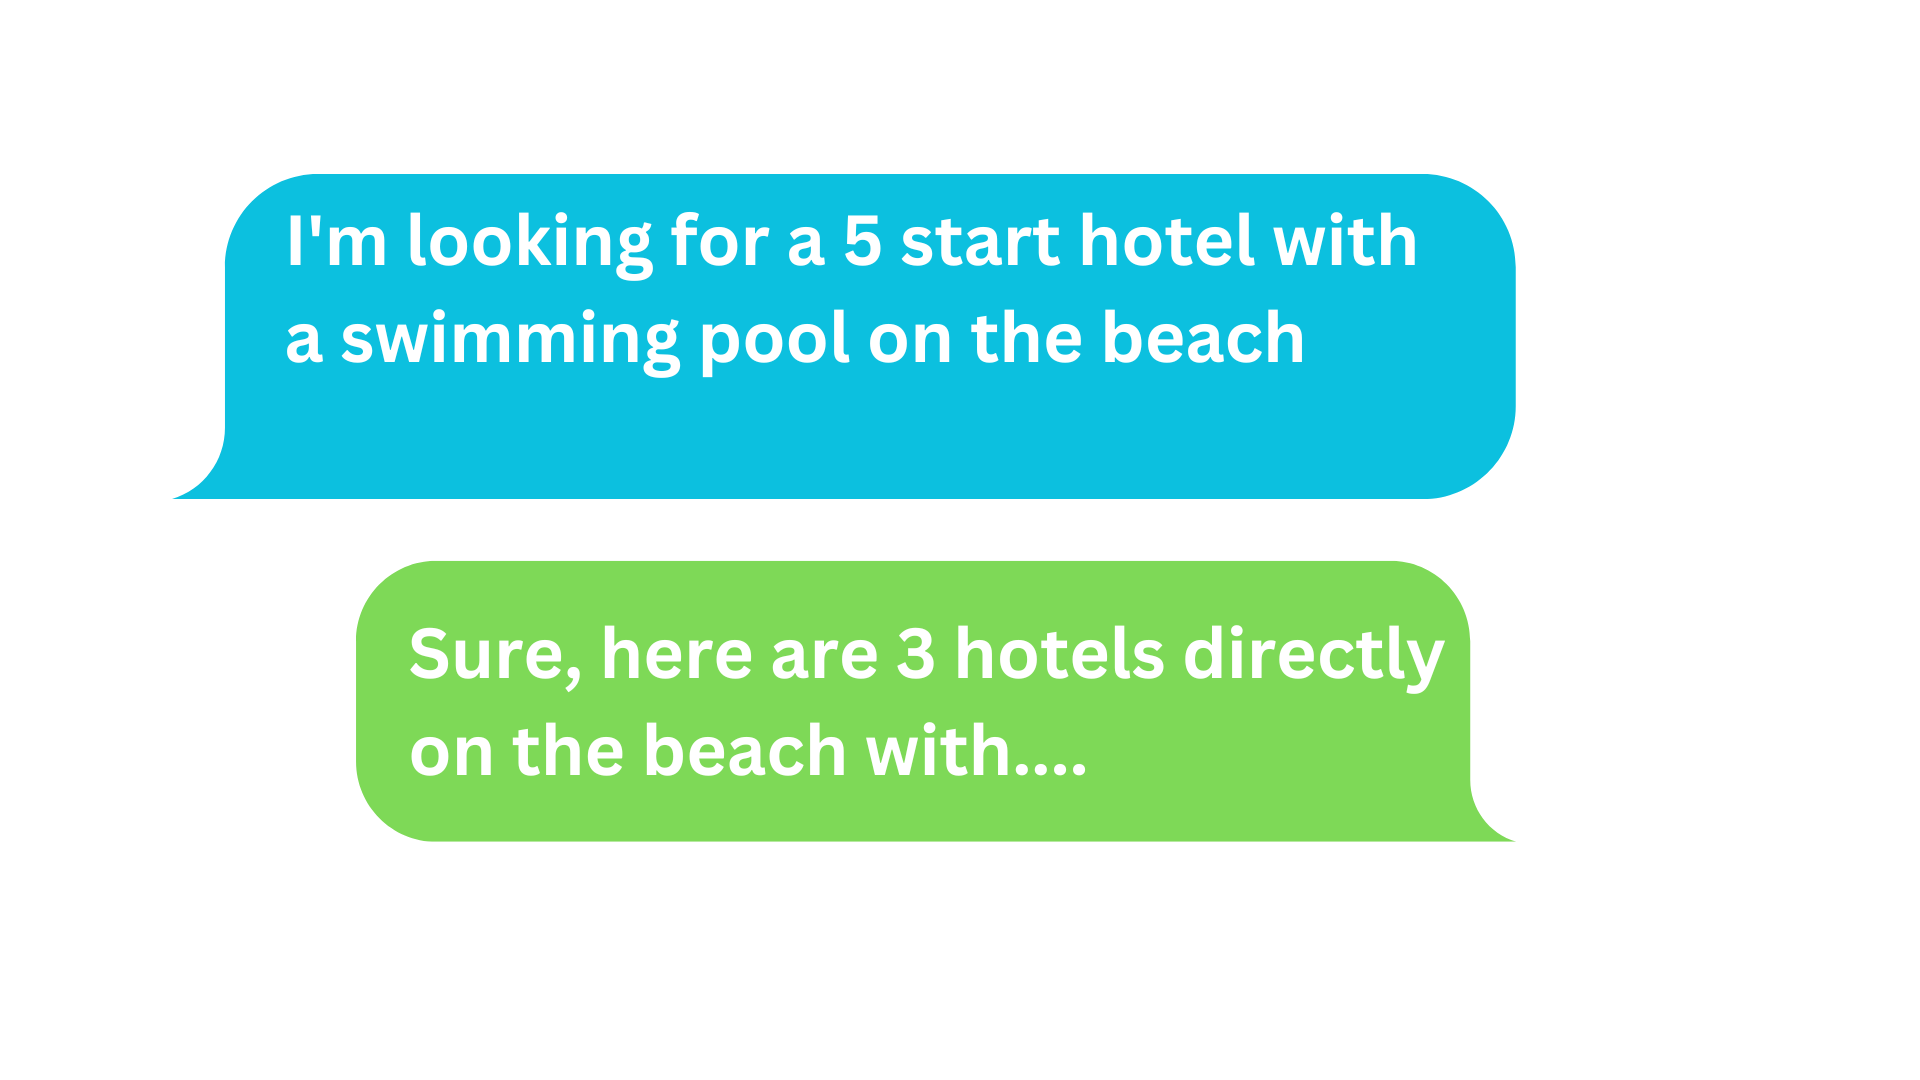 I'm looking for a 5 start hotel with
a swimming pool on the beach
Sure, here are 3 hotels directly
on the beach with....